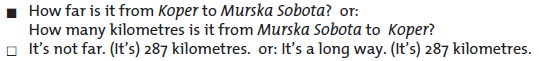 ■ How far is it from Koper to Murska Sobota? or:
How many kilometres is it from Murska Sobota to Koper?
□ It's not far. (It's) 287 kilometres. or: It's a long way. (It's) 287 kilometres.